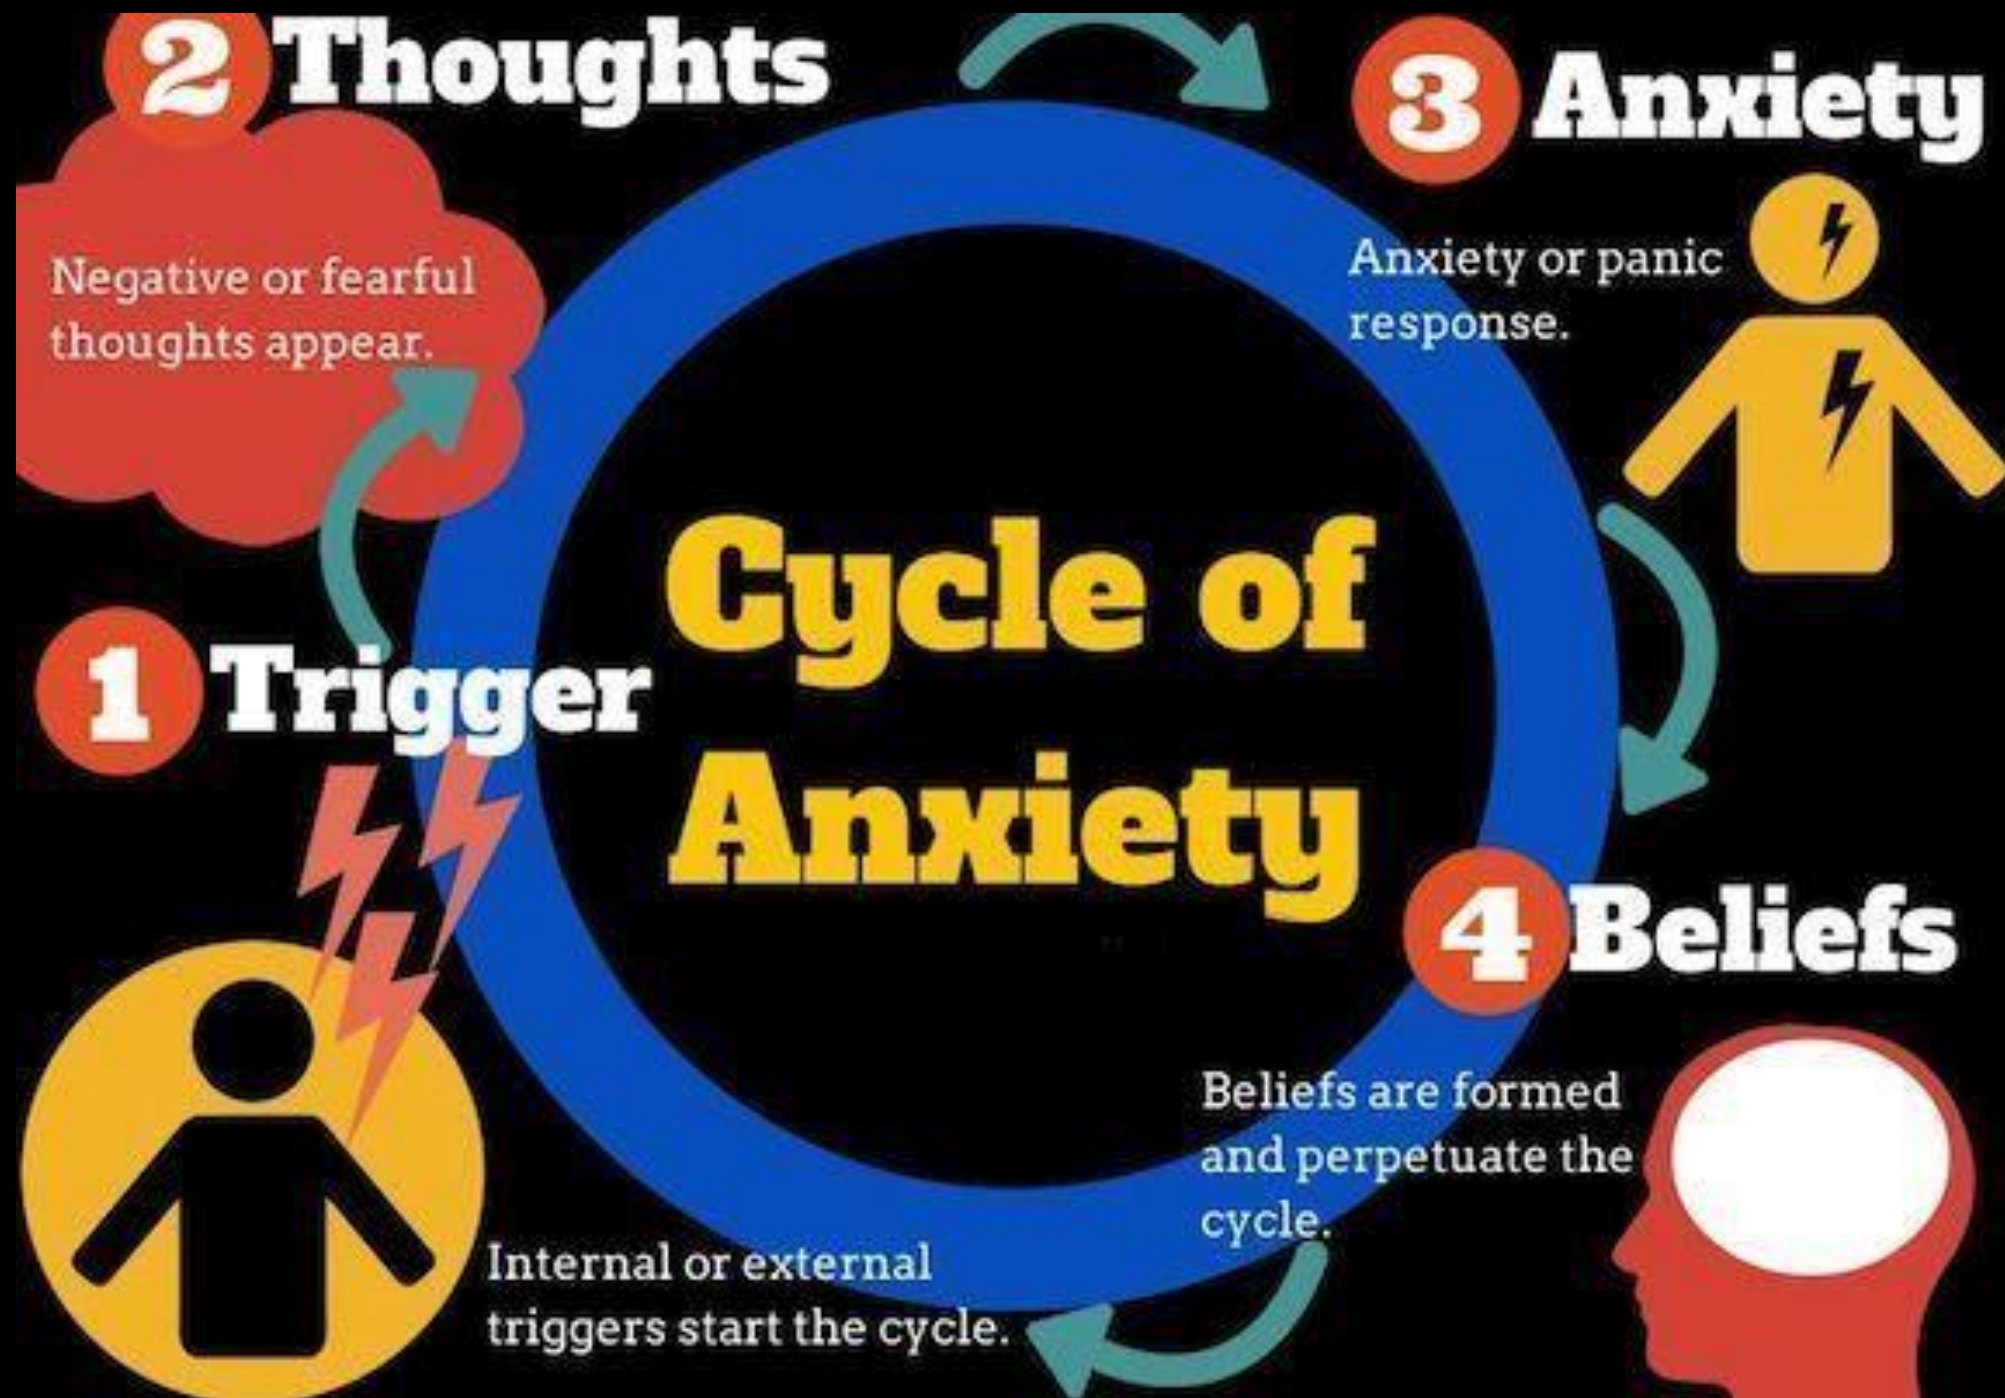 2 Thoughts
Negative or fearful
thoughts appear.
3 Anxiety
Anxiety or panic
response.
Cycle of
Anxiety
1 Trigger
Internal or external
triggers start the cycle.
4 Beliefs
Beliefs are formed
and perpetuate the
cycle.